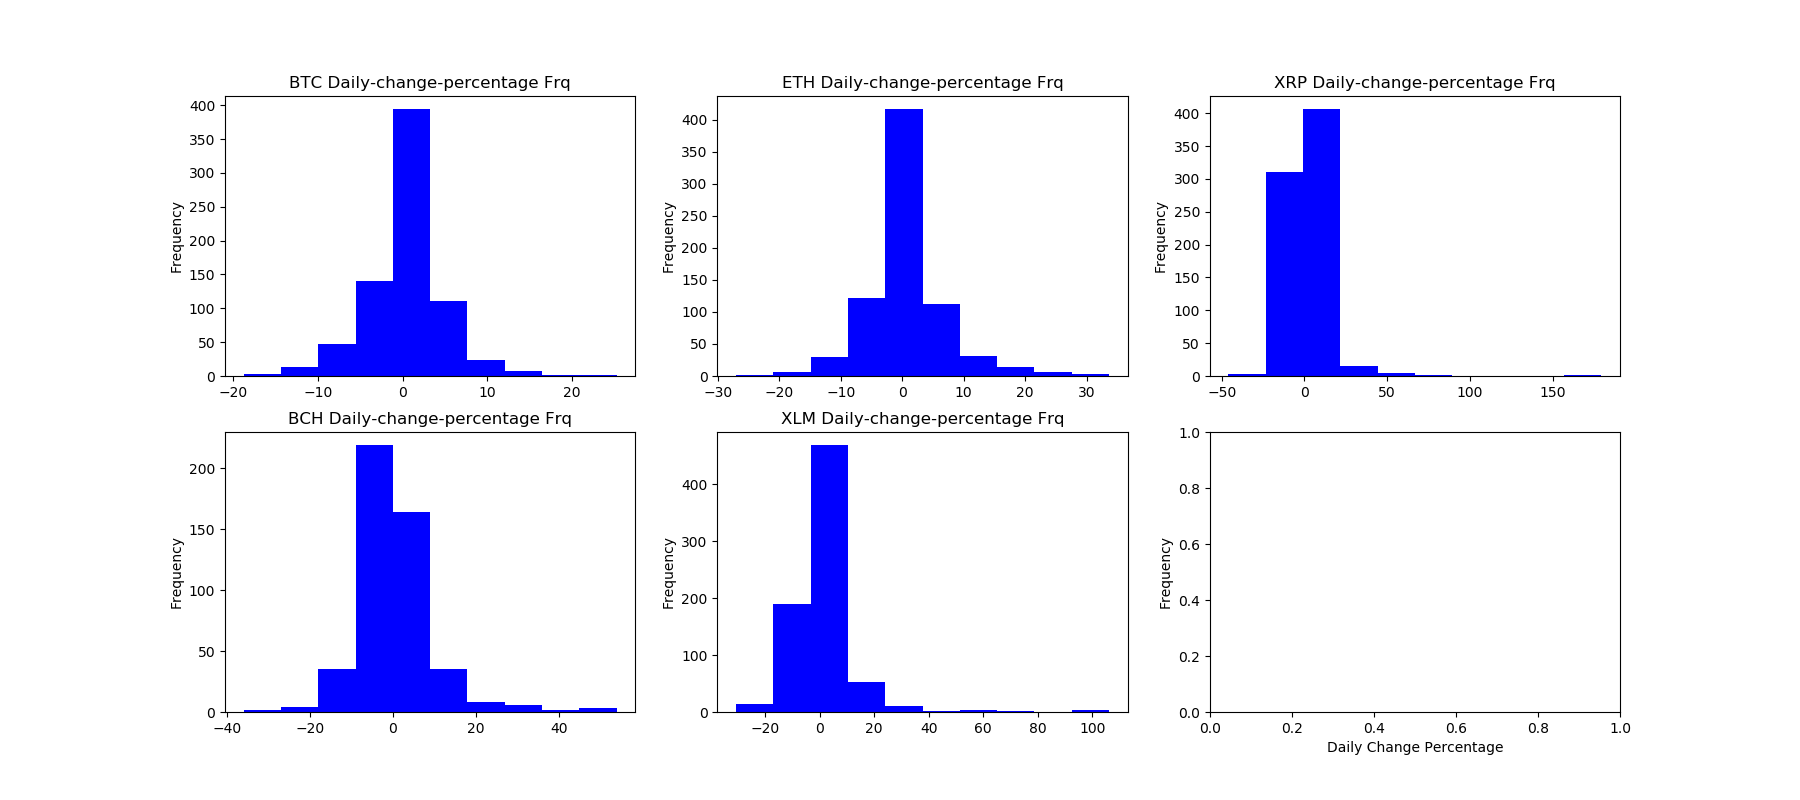 BTC Daily-change-percentage Frq
Frequency
400
350
300
250
200
150
100
50
0
−20 −10 0 10 20
ETH Daily-change-percentage Frq
Frequency
400
350
300
250
200
150
100
50
0
−30 −20 −10 0 10 20 30
XRP Daily-change-percentage Frq
Frequency
400
350
300
250
200
150
100
50
0
−50 0 50 100 150
BCH Daily-change-percentage Frq
Frequency
200
150
100
50
0
−40 −20 0 20 40
XLM Daily-change-percentage Frq
Frequency
400
300
200
100
0
−20 0 20 40 60 80 100
Frequency
1.0
0.8
0.6
0.4
0.2
0.0
0.0 0.2 0.4 0.6 0.8 1.0
Daily Change Percentage